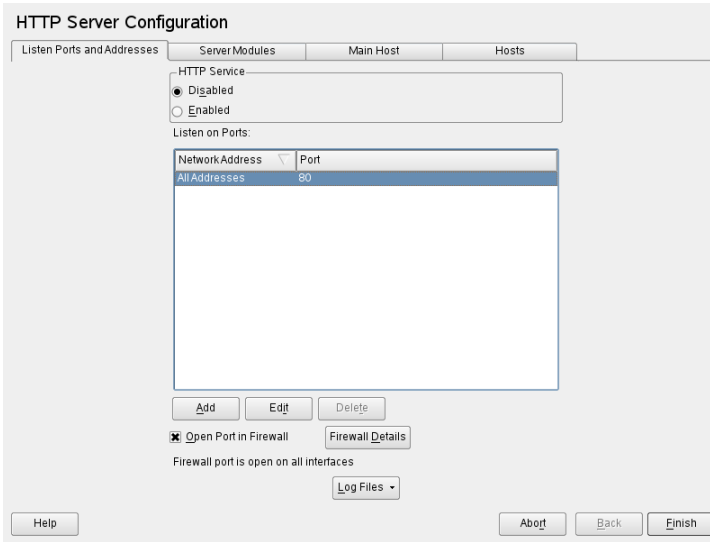 HTTP Server Configuration
Listen Ports and Addresses Server Modules Main Host Hosts
HTTP Service
Disabled
Enabled
Listen on Ports:
Network Address Port
All Addresses 80
Add Edit Delete
Open Port in Firewall Firewall Details
Firewall port is open on all interfaces
Log Files
Help Abort Back Finish